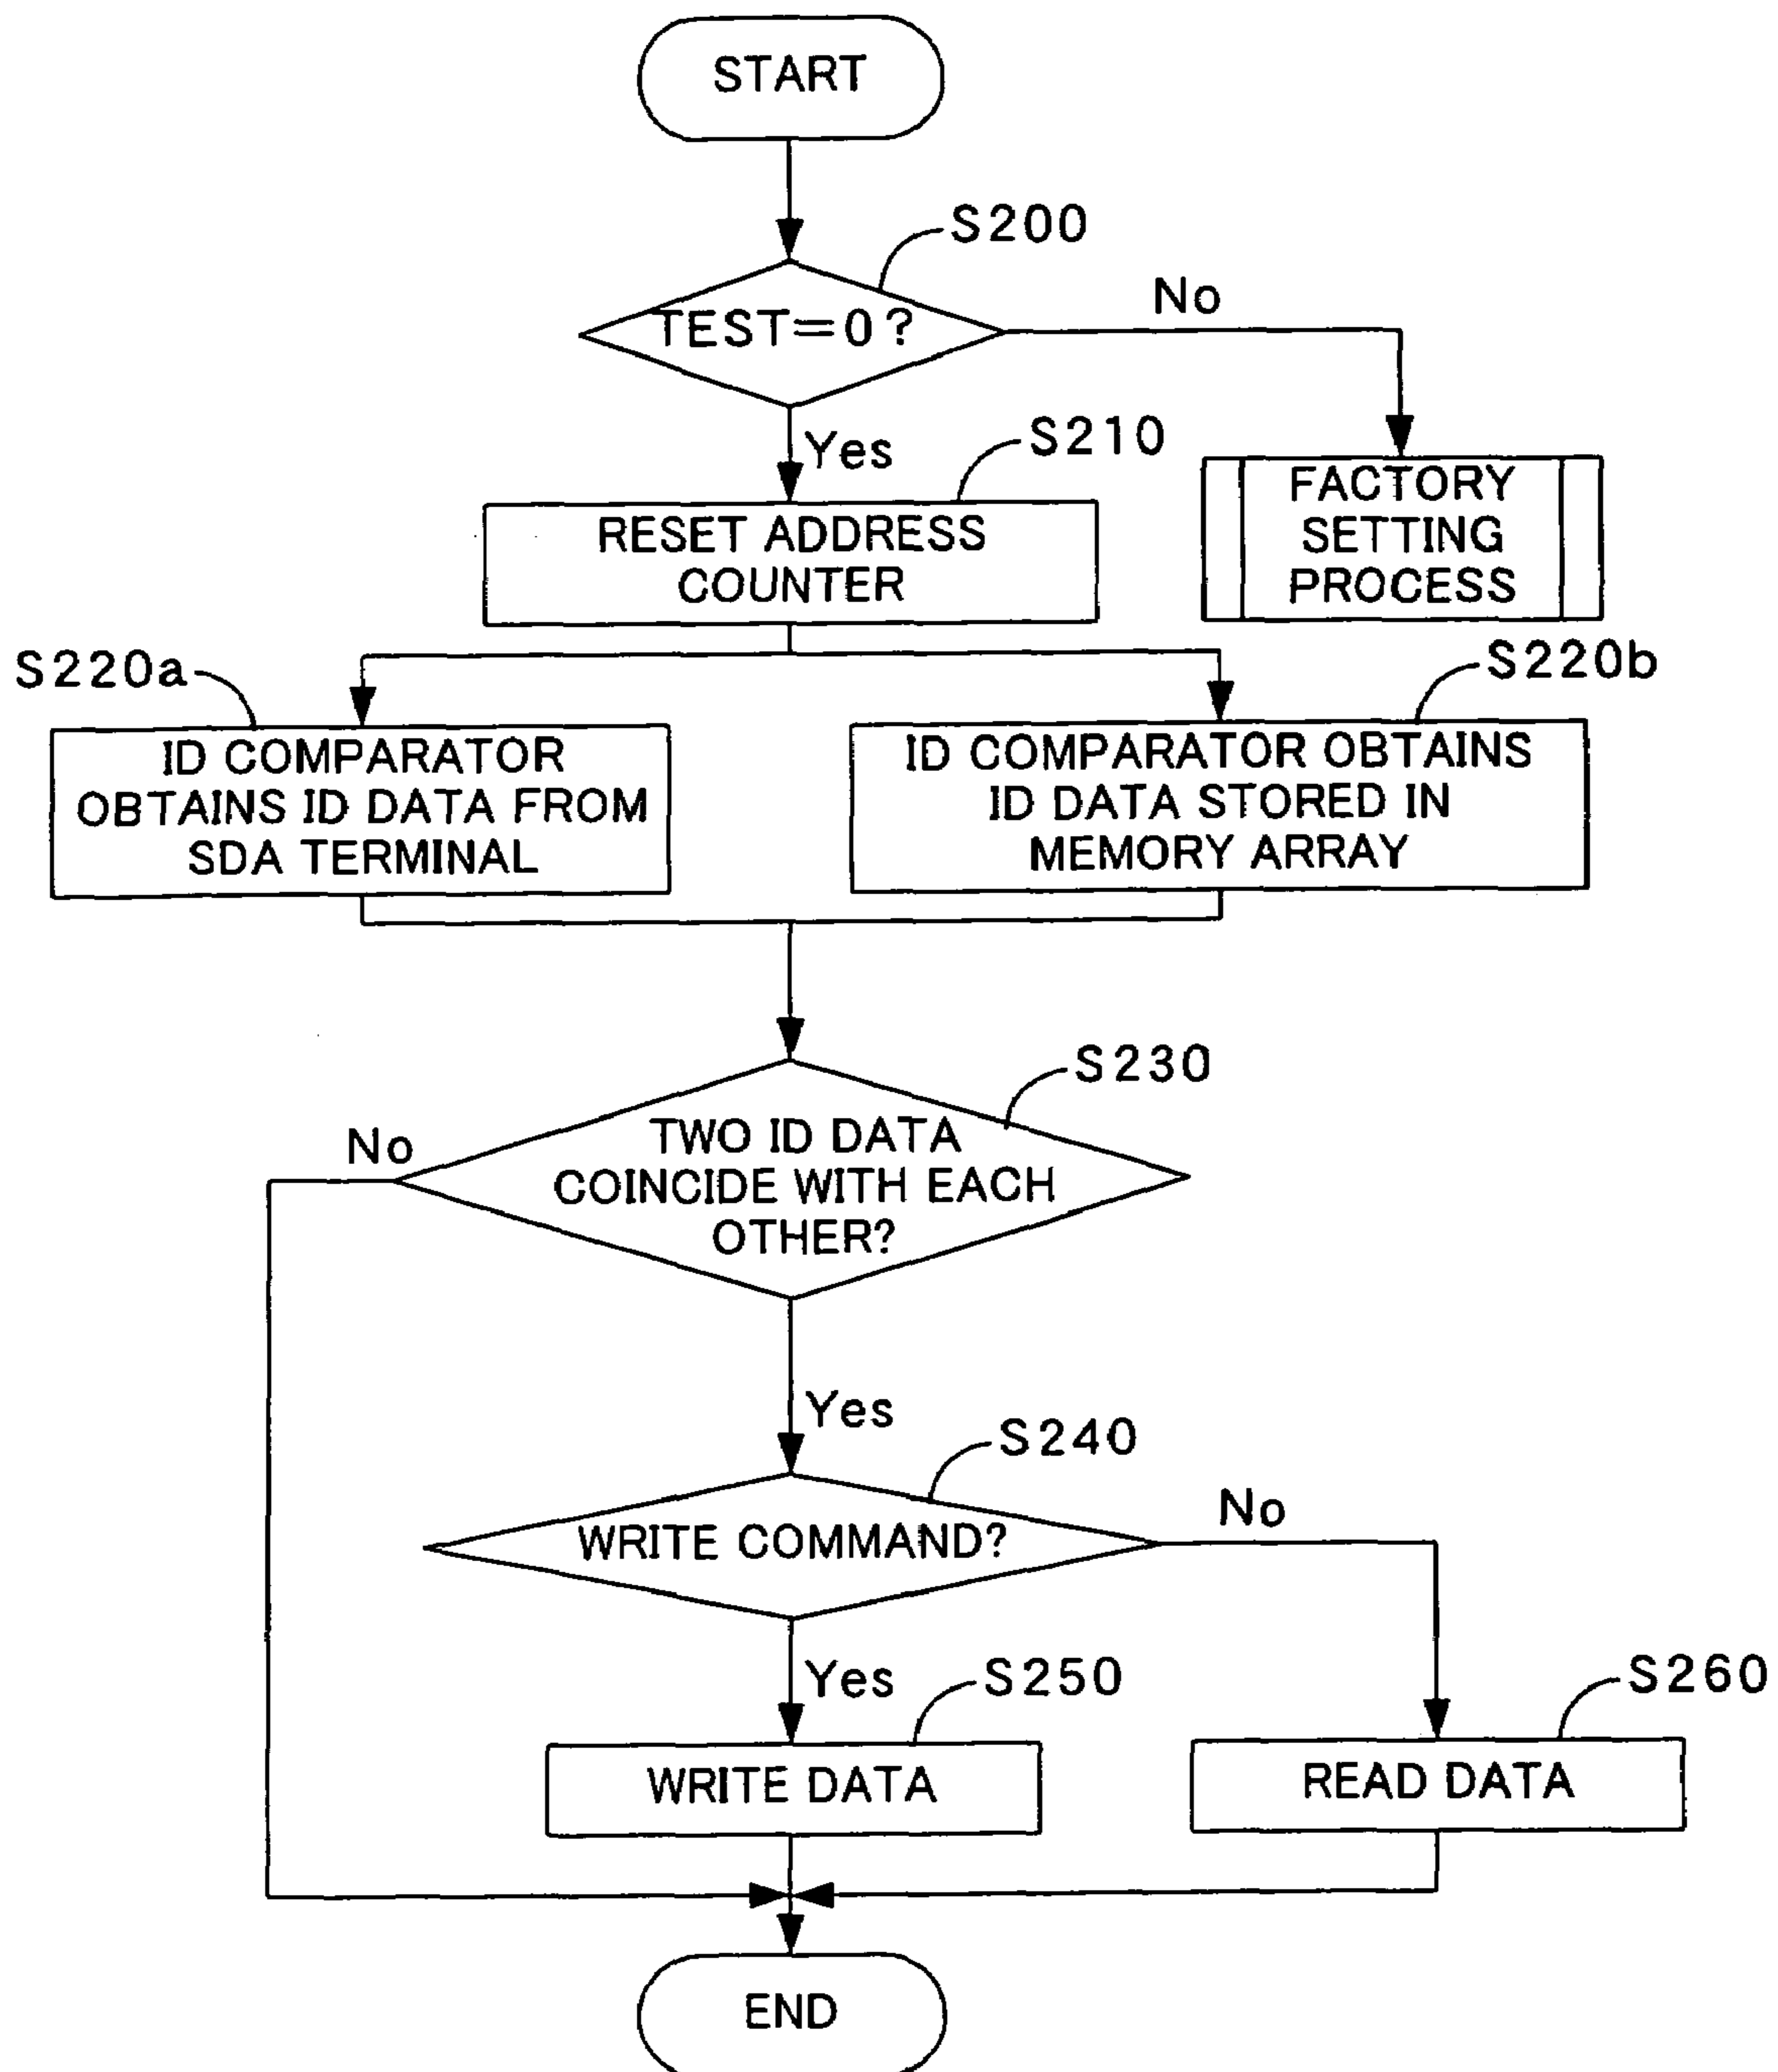 START
S200
TEST=0?
No
Yes
S210
RESET ADDRESS
COUNTER
FACTORY
SETTING
PROCESS
S220a
S220b
ID COMPARATOR
OBTAINS ID DATA FROM
SDA TERMINAL
ID COMPARATOR OBTAINS
ID DATA STORED IN
MEMORY ARRAY
S230
No
TWO ID DATA
COINCIDE WITH EACH
OTHER?
Yes
S240
No
WRITE COMMAND?
Yes
S250
S260
WRITE DATA
READ DATA
END